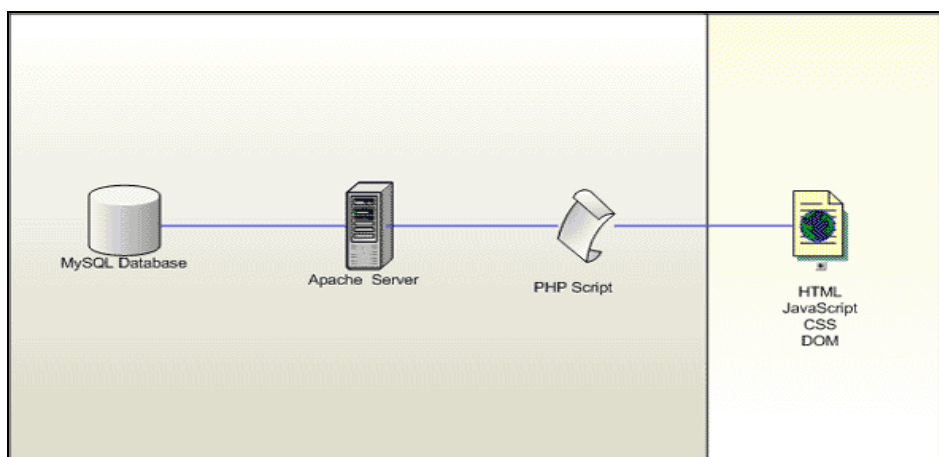 MySQL Database
Apache Server
PHP Script
HTML
JavaScript
CSS
DOM